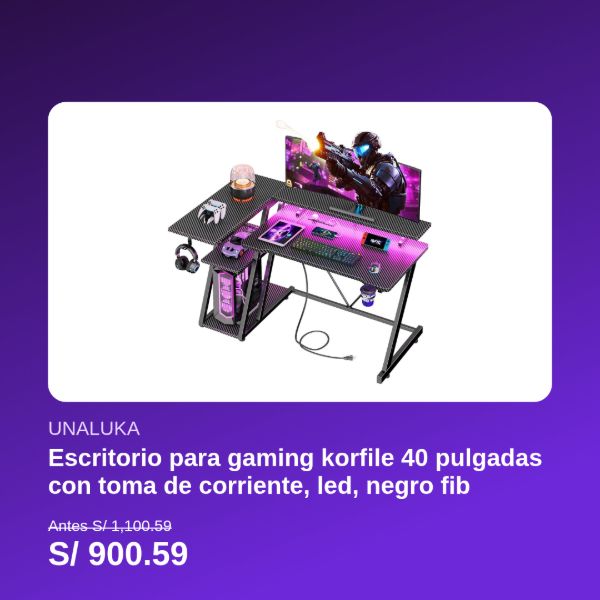 UNALUKA
Escritorio para gaming korfile 40 pulgadas
con toma de corriente, led, negro fib
Antes S/ 1,100.59
S/ 900.59